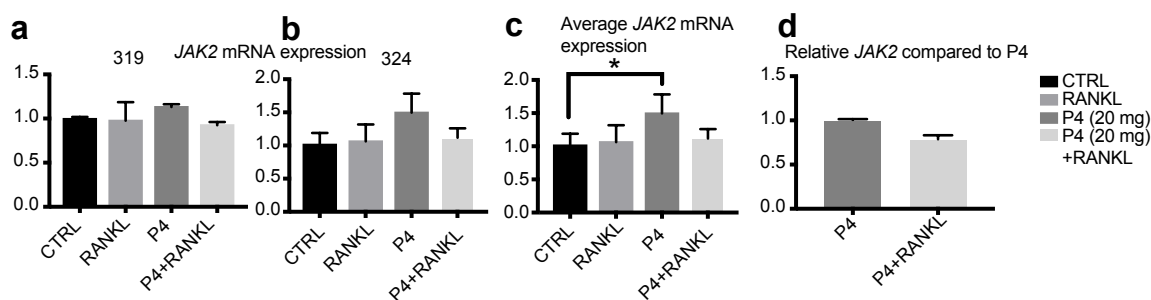 a
319
JAK2 mRNA expression
1.5
1.0
0.5
0.0
CTRL
RANKL
P4
P4+RANKL
b
324
2.0
1.5
1.0
0.5
0.0
CTRL
RANKL
P4
P4+RANKL
c
Average JAK2 mRNA
expression
*
2.0
1.5
1.0
0.5
0.0
CTRL
RANKL
P4
P4+RANKL
d
Relative JAK2 compared to P4
1.5
1.0
0.5
0.0
P4
P4+RANKL
CTRL
RANKL
P4 (20 mg)
P4 (20 mg)
+RANKL